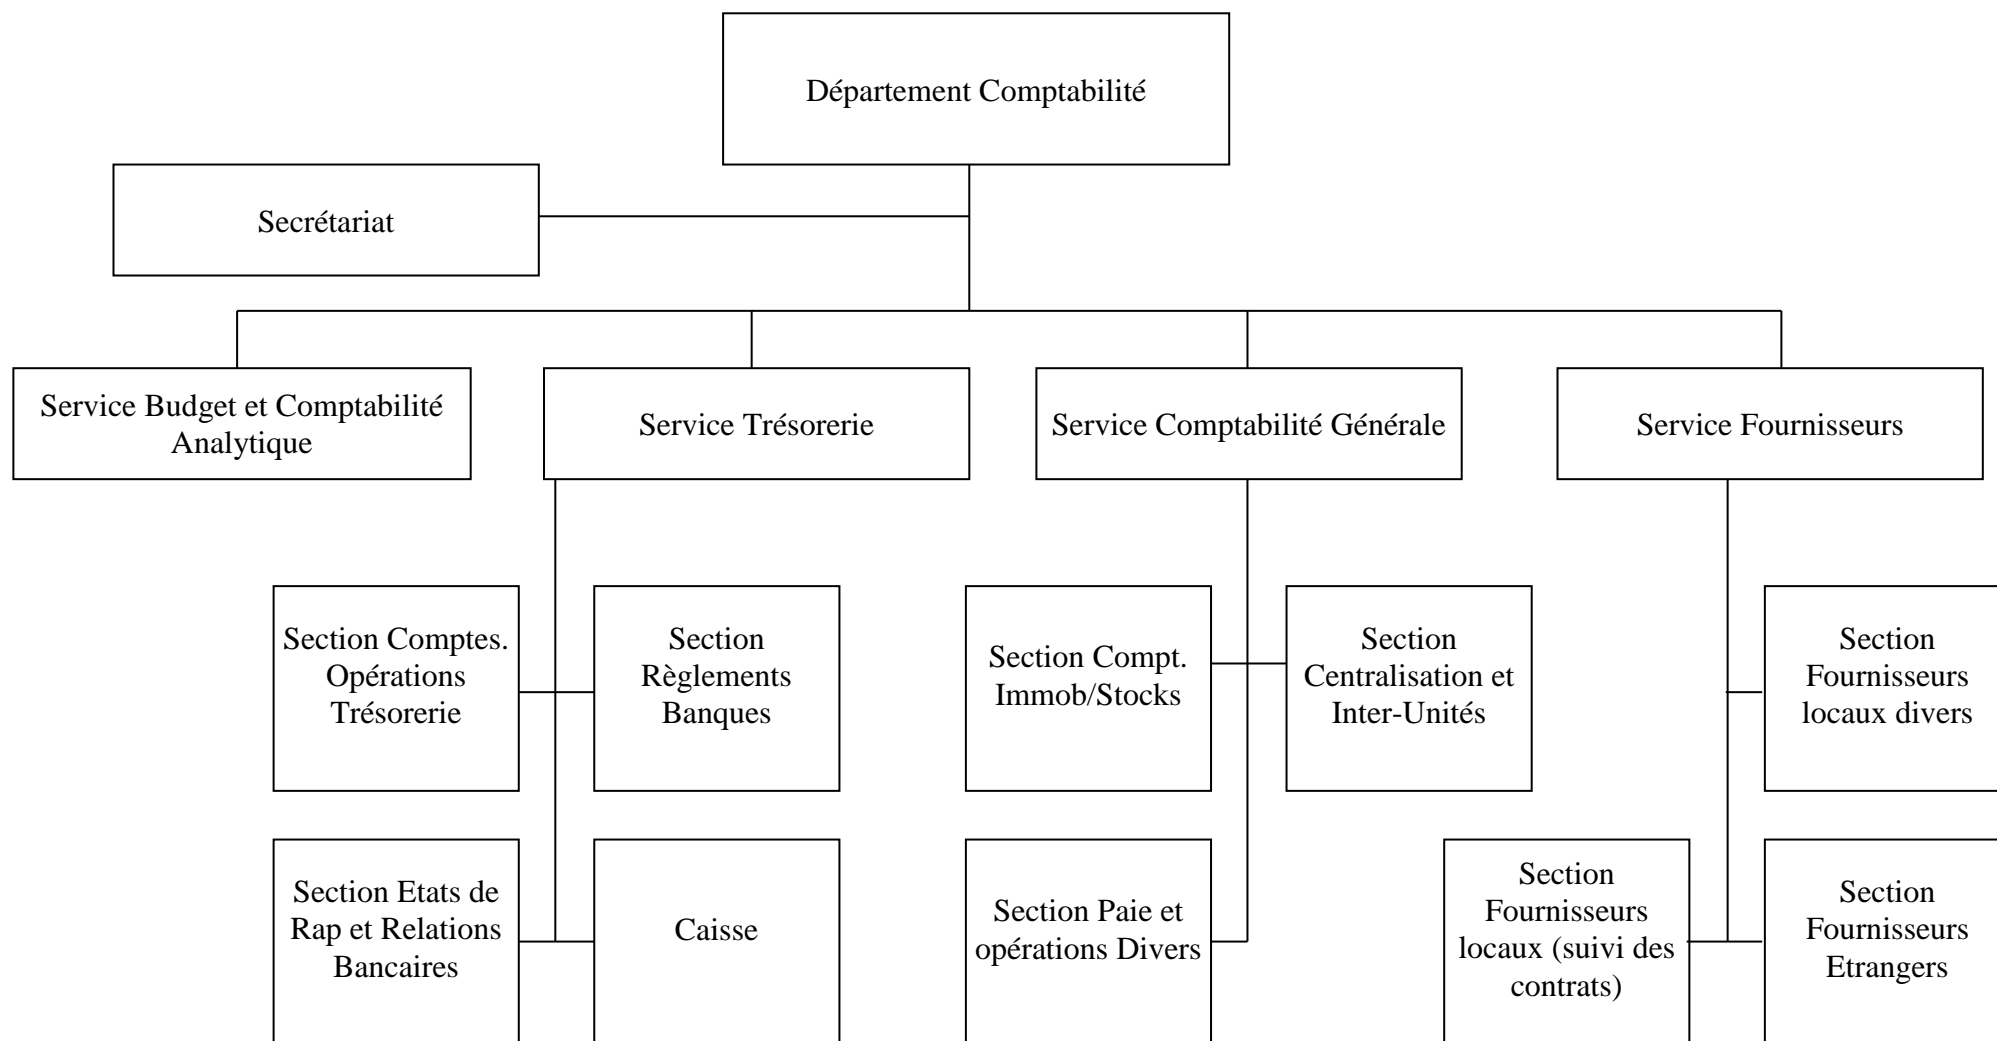 Département Comptabilité
Secrétariat
Service Budget et Comptabilité
Analytique
Service Trésorerie
Service Comptabilité Générale
Service Fournisseurs
Section Comptes.
Opérations
Trésorerie
Section
Règlements
Banques
Section Compt.
Immob/Stocks
Section
Centralisation et
Inter-Unités
Section
Fournisseurs
locaux divers
Section Etats de
Rap et Relations
Bancaires
Caisse
Section Paie et
opérations Divers
Section
Fournisseurs
locaux (suivi des
contrats)
Section
Fournisseurs
Etrangers